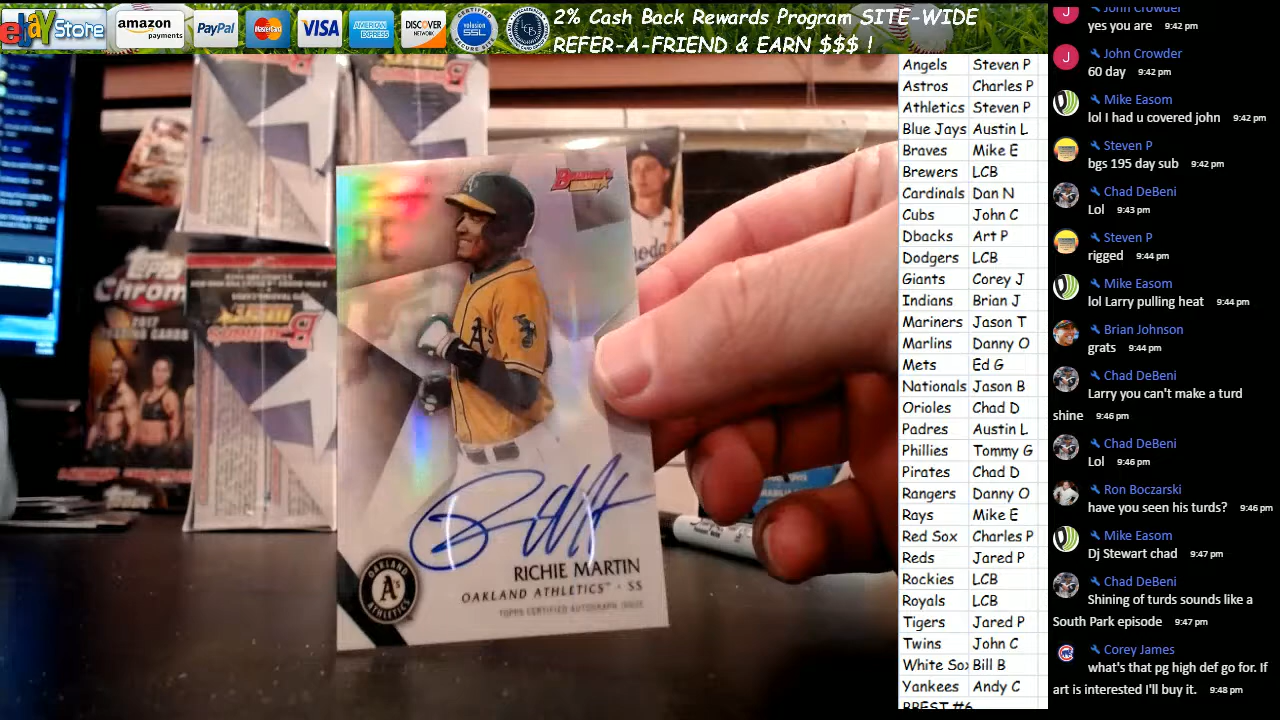 ebay Store
amazon payments
PayPal
MasterCard
VISA
AMERICAN EXPRESS
DISCOVER NETWORK
volusion SSL
2% Cash Back Rewards Program SITE-WIDE
REFER-A-FRIEND & EARN $$$ !
Angels Steven P
Astros Charles P
Athletics Steven P
Blue Jays Austin L
Braves Mike E
Brewers LCB
Cardinals Dan N
Cubs John C
Dbacks Art P
Dodgers LCB
Giants Corey J
Indians Brian J
Mariners Jason T
Marlins Danny O
Mets Ed G
Nationals Jason B
Orioles Chad D
Padres Austin L
Phillies Tommy G
Pirates Chad D
Rangers Danny O
Rays Mike E
Red Sox Charles P
Reds Jared P
Rockies LCB
Royals LCB
Tigers Jared P
Twins John C
White Sox Bill B
Yankees Andy C
BBEST #6
John Crowder
yes you are 9:42 pm
John Crowder
60 day 9:42 pm
Mike Easom
lol I had u covered john 9:42 pm
Steven P
bgs 195 day sub 9:42 pm
Chad DeBeni
Lol 9:43 pm
Steven P
rigged 9:44 pm
Mike Easom
lol Larry pulling heat 9:44 pm
Brian Johnson
grats 9:44 pm
Chad DeBeni
Larry you can't make a turd
shine 9:46 pm
Chad DeBeni
Lol 9:46 pm
Ron Boczarski
have you seen his turds? 9:46 pm
Mike Easom
Dj Stewart chad 9:47 pm
Chad DeBeni
Shining of turds sounds like a
South Park episode 9:47 pm
Corey James
what's that pg high def go for. If
art is interested I'll buy it. 9:48 pm
Bowman's BEST
A's
RICHIE MARTIN
OAKLAND ATHLETICS™ · SS
TOPPS CERTIFIED AUTOGRAPH ISSUE
OAKLAND A's ATHLETICS
Topps
Chrom
2017
TRADING CARDS
Topps